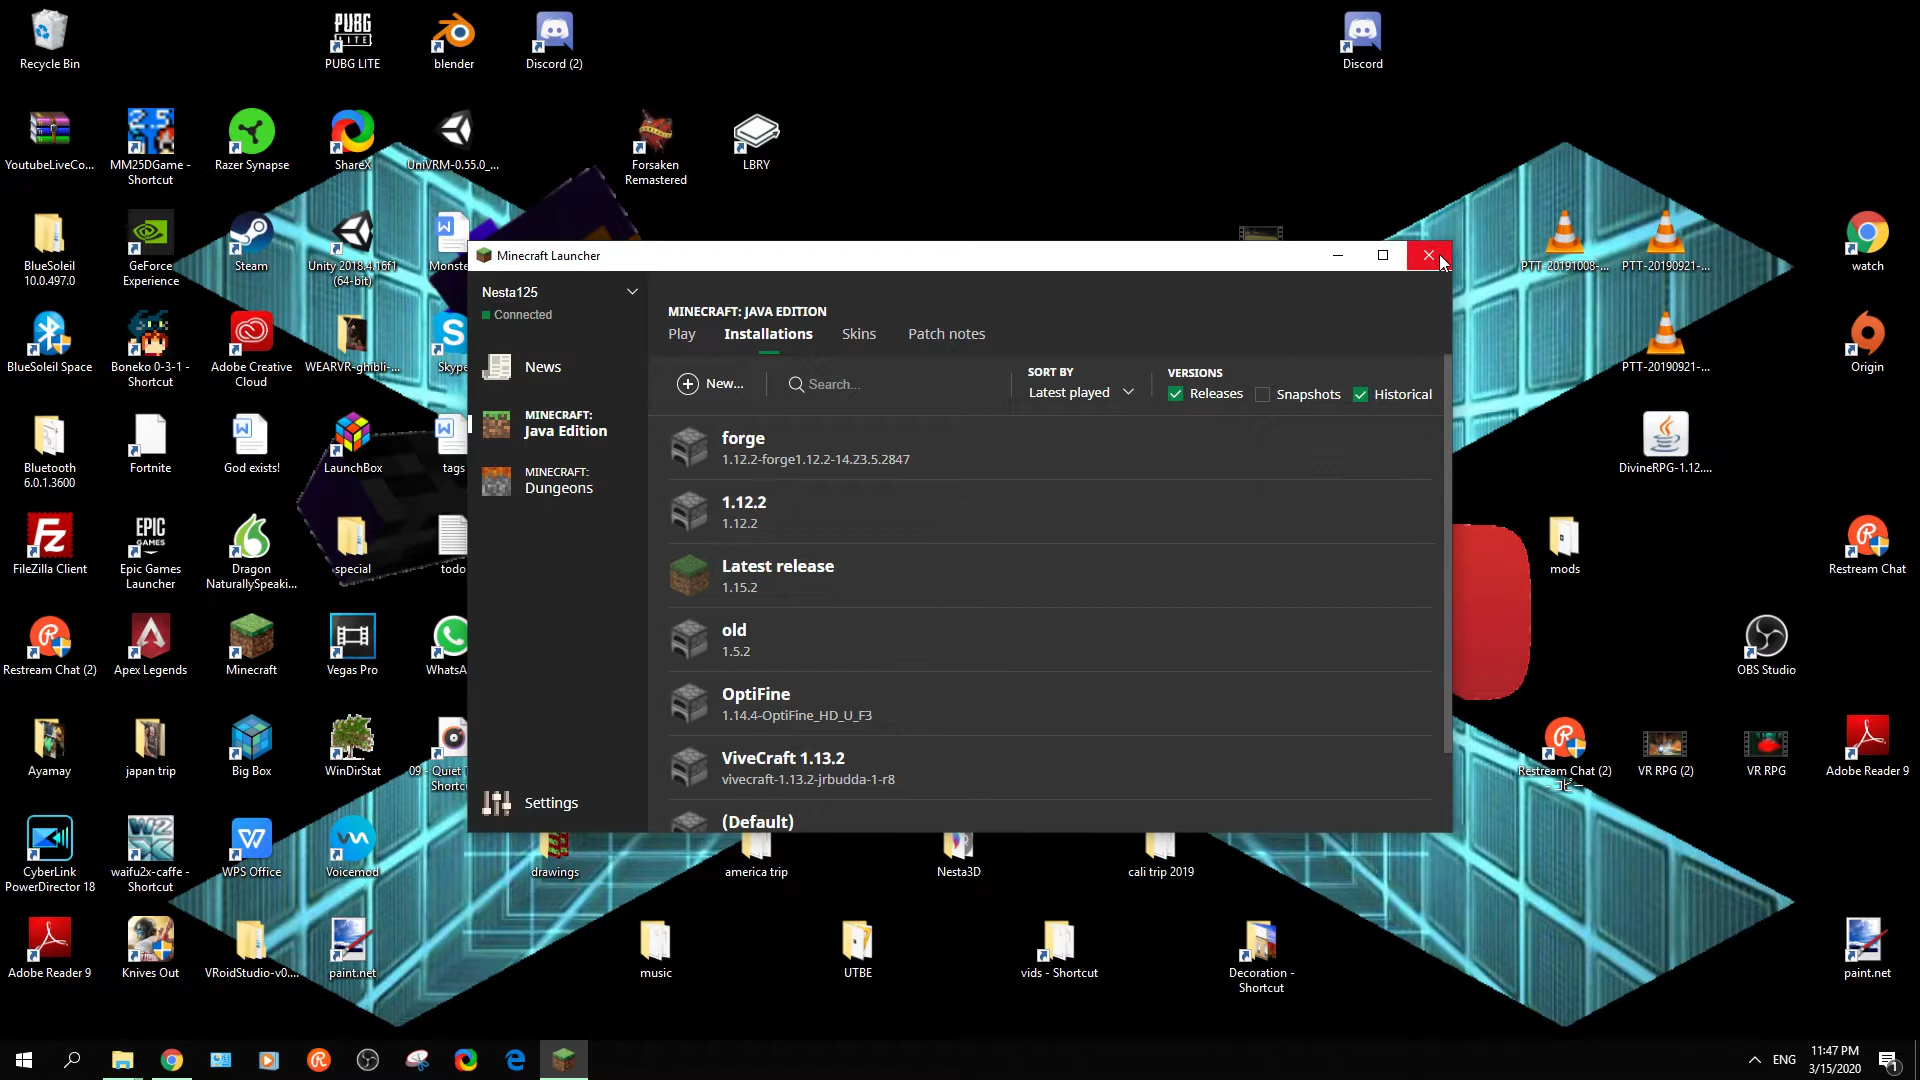 Recycle Bin
PUBG LITE
blender
Discord (2)
Discord
YoutubeLiveCo...
MM25DGame -
Shortcut
Razer Synapse
ShareX
UniVRM-0.55.0_...
Forsaken
Remastered
LBRY
BlueSoleil
10.0.497.0
GeForce
Experience
Steam
Unity 2018.4.16f1
(64-bit)
Monste
PTT-20191008-...
PTT-20190921-...
watch
BlueSoleil Space
Boneko 0-3-1 -
Shortcut
Adobe Creative
Cloud
WEARVR-ghibli-...
Skype
PTT-20190921-...
Origin
Bluetooth
6.0.1.3600
Fortnite
God exists!
LaunchBox
tags
DivineRPG-1.12....
FileZilla Client
Epic Games
Launcher
Dragon
NaturallySpeaki...
special
todo
mods
Restream Chat
Restream Chat (2)
Apex Legends
Minecraft
Vegas Pro
WhatsA
OBS Studio
Ayamay
japan trip
Big Box
WinDirStat
09 - Quiet
Shortc
Restream Chat (2)
- コピー
VR RPG (2)
VR RPG
Adobe Reader 9
CyberLink
PowerDirector 18
waifu2x-caffe -
Shortcut
WPS Office
Voicemod
drawings
america trip
Nesta3D
cali trip 2019
Adobe Reader 9
Knives Out
VRoidStudio-v0....
paint.net
music
UTBE
vids - Shortcut
Decoration -
Shortcut
paint.net
Minecraft Launcher
Nesta125
Connected
News
MINECRAFT:
Java Edition
MINECRAFT:
Dungeons
Settings
MINECRAFT: JAVA EDITION
Play Installations Skins Patch notes
New...
Search...
SORT BY
Latest played
VERSIONS
Releases Snapshots Historical
forge
1.12.2-forge1.12.2-14.23.5.2847
1.12.2
1.12.2
Latest release
1.15.2
old
1.5.2
OptiFine
1.14.4-OptiFine_HD_U_F3
ViveCraft 1.13.2
vivecraft-1.13.2-jrbudda-1-r8
(Default)
ENG
11:47 PM
3/15/2020
1